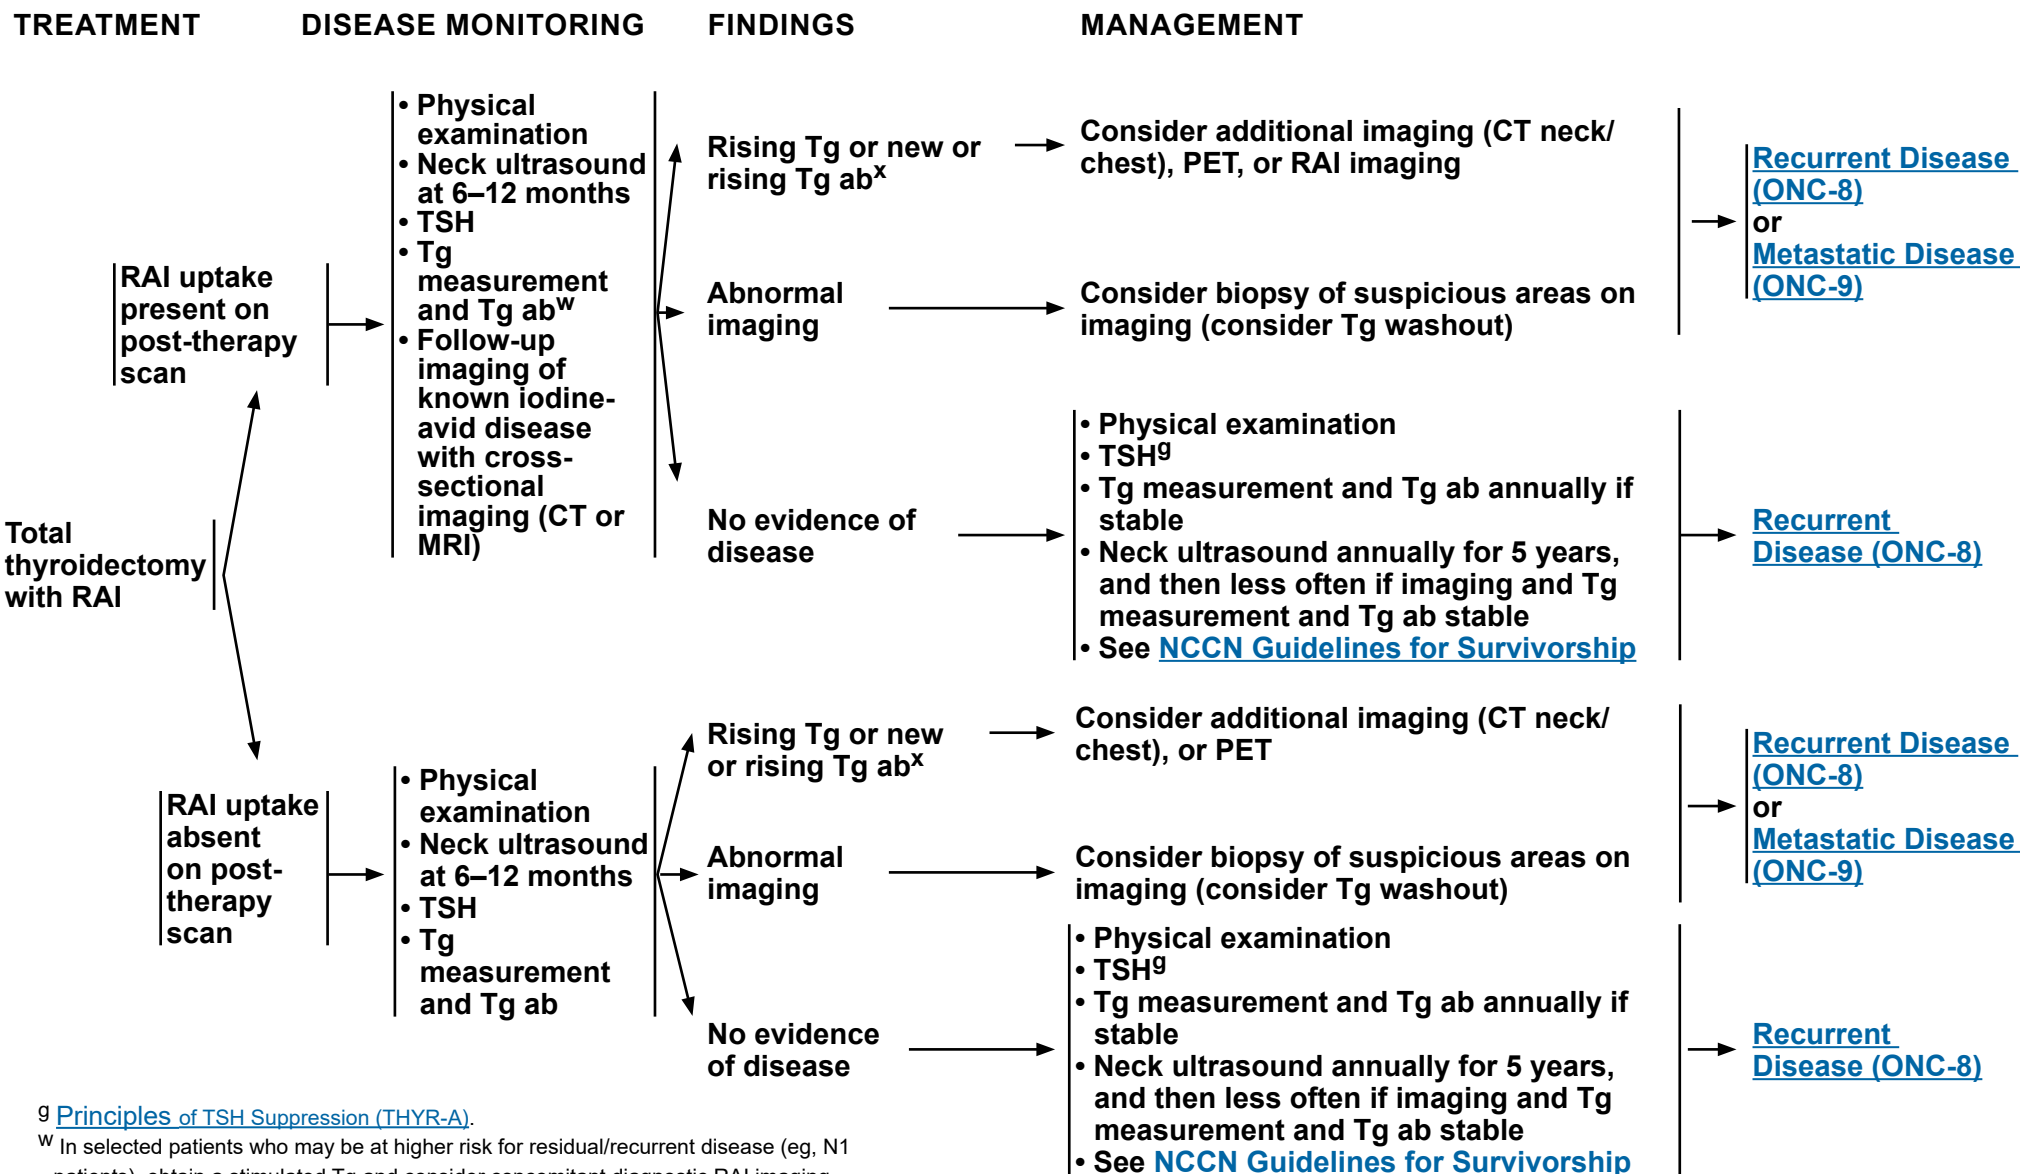 TREATMENT
DISEASE MONITORING
FINDINGS
MANAGEMENT
Total
thyroidectomy
with RAI
RAI uptake
present on
post-therapy
scan
• Physical
examination
• Neck ultrasound
at 6–12 months
• TSH
• Tg
measurement
and Tg abw
• Follow-up
imaging of
known iodine-
avid disease
with cross-
sectional
imaging (CT or
MRI)
Rising Tg or new or
rising Tg abx
Consider additional imaging (CT neck/
chest), PET, or RAI imaging
Abnormal
imaging
Consider biopsy of suspicious areas on
imaging (consider Tg washout)
Recurrent Disease
(ONC-8)
or
Metastatic Disease
(ONC-9)
No evidence of
disease
• Physical examination
• TSHg
• Tg measurement and Tg ab annually if
stable
• Neck ultrasound annually for 5 years,
and then less often if imaging and Tg
measurement and Tg ab stable
• See NCCN Guidelines for Survivorship
Recurrent
Disease (ONC-8)
RAI uptake
absent
on post-
therapy
scan
• Physical
examination
• Neck ultrasound
at 6–12 months
• TSH
• Tg
measurement
and Tg ab
Rising Tg or new
or rising Tg abx
Consider additional imaging (CT neck/
chest), or PET
Abnormal
imaging
Consider biopsy of suspicious areas on
imaging (consider Tg washout)
Recurrent Disease
(ONC-8)
or
Metastatic Disease
(ONC-9)
No evidence
of disease
• Physical examination
• TSHg
• Tg measurement and Tg ab annually if
stable
• Neck ultrasound annually for 5 years,
and then less often if imaging and Tg
measurement and Tg ab stable
• See NCCN Guidelines for Survivorship
Recurrent
Disease (ONC-8)
g Principles of TSH Suppression (THYR-A).
w In selected patients who may be at higher risk for residual/recurrent disease (eg, N1
patients), obtain a stimulated Tg and consider concomitant diagnostic RAI imaging.